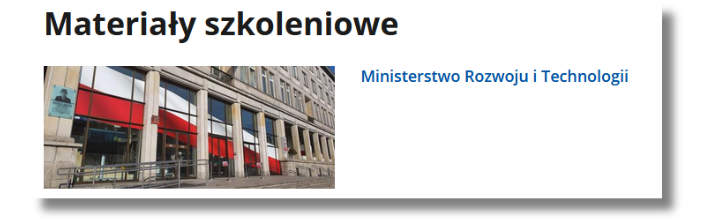 Materiały szkoleniowe
Ministerstwo Rozwoju i Technologii